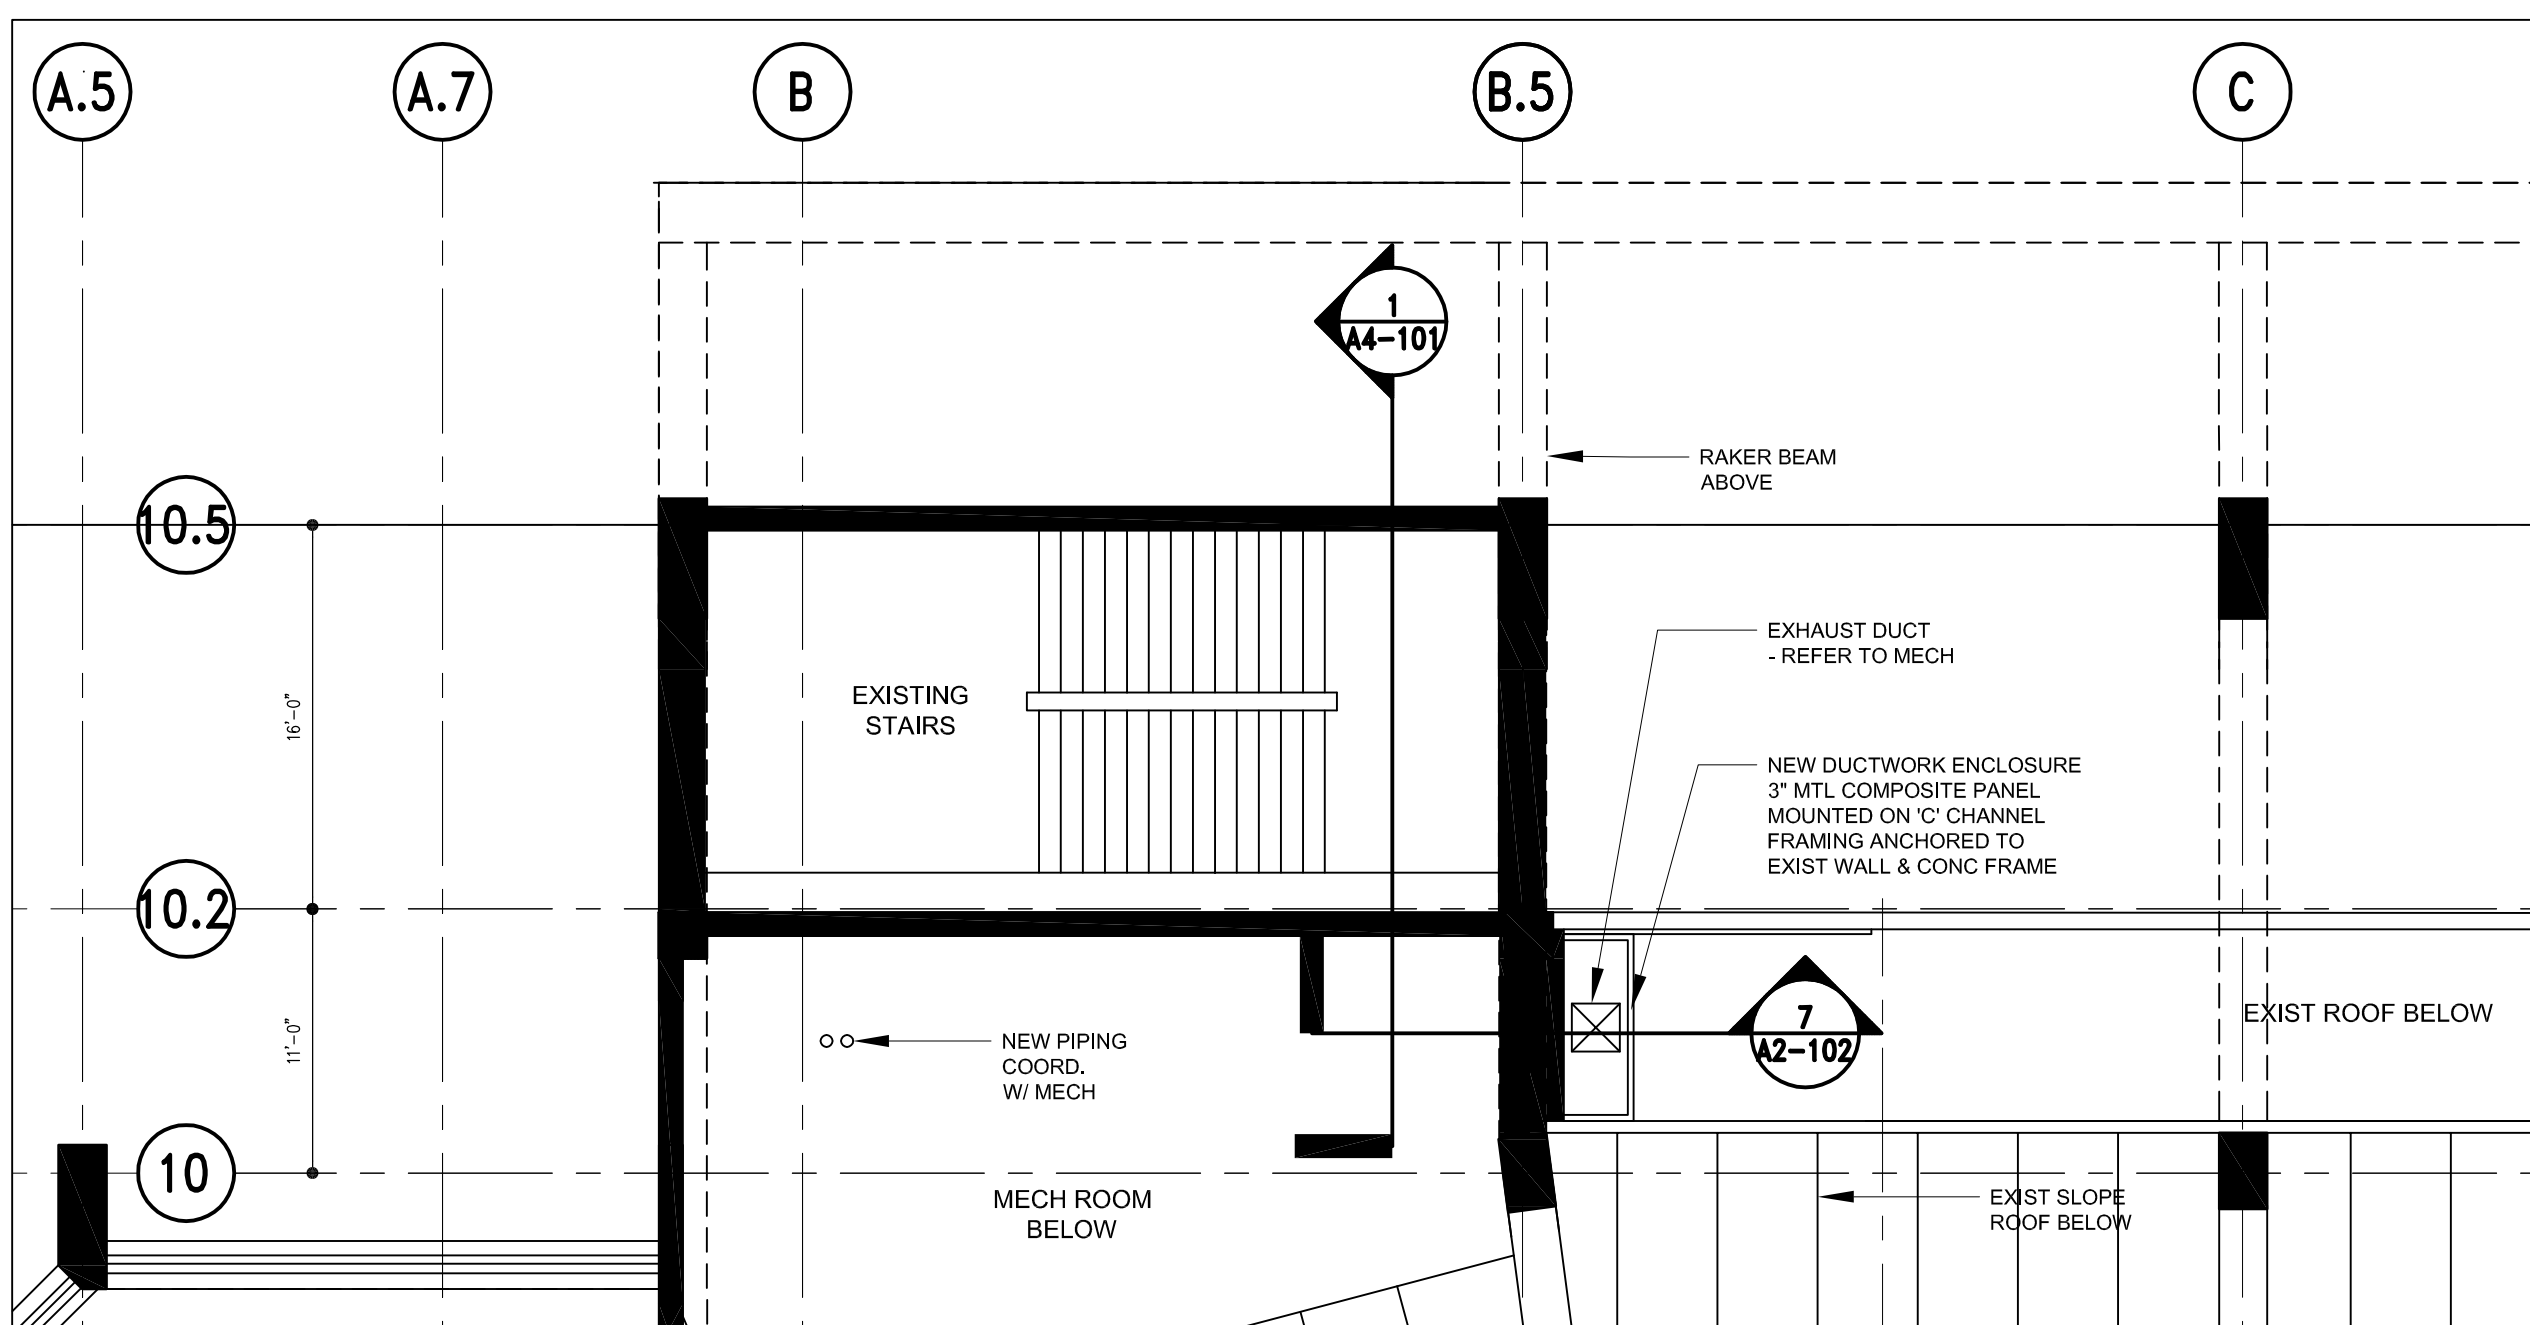 A.5
A.7
B
B.5
C
1
A4-101
RAKER BEAM
ABOVE
10.5
EXHAUST DUCT
- REFER TO MECH
16'-0"
EXISTING
STAIRS
NEW DUCTWORK ENCLOSURE
3" MTL COMPOSITE PANEL
MOUNTED ON 'C' CHANNEL
FRAMING ANCHORED TO
EXIST WALL & CONC FRAME
10.2
11'-0"
NEW PIPING
COORD.
W/ MECH
7
A2-102
EXIST ROOF BELOW
10
MECH ROOM
BELOW
EXIST SLOPE
ROOF BELOW